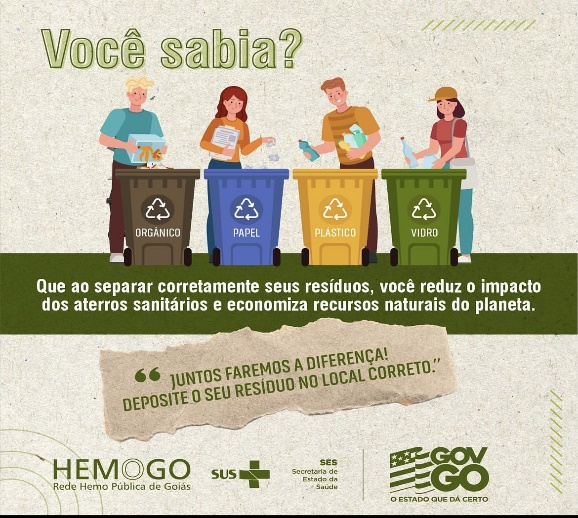 Você sabia?
ORGÂNICO
PAPEL
PLÁSTICO
VIDRO
Que ao separar corretamente seus resíduos, você reduz o impacto
dos aterros sanitários e economiza recursos naturais do planeta.
“ JUNTOS FAREMOS A DIFERENÇA!
DEPOSITE O SEU RESÍDUO NO LOCAL CORRETO.”
HEMOGO
Rede Hemo Pública de Goiás
SUS
SES
Secretaria de
Estado da
Saúde
GOV
GO
O ESTADO QUE DÁ CERTO